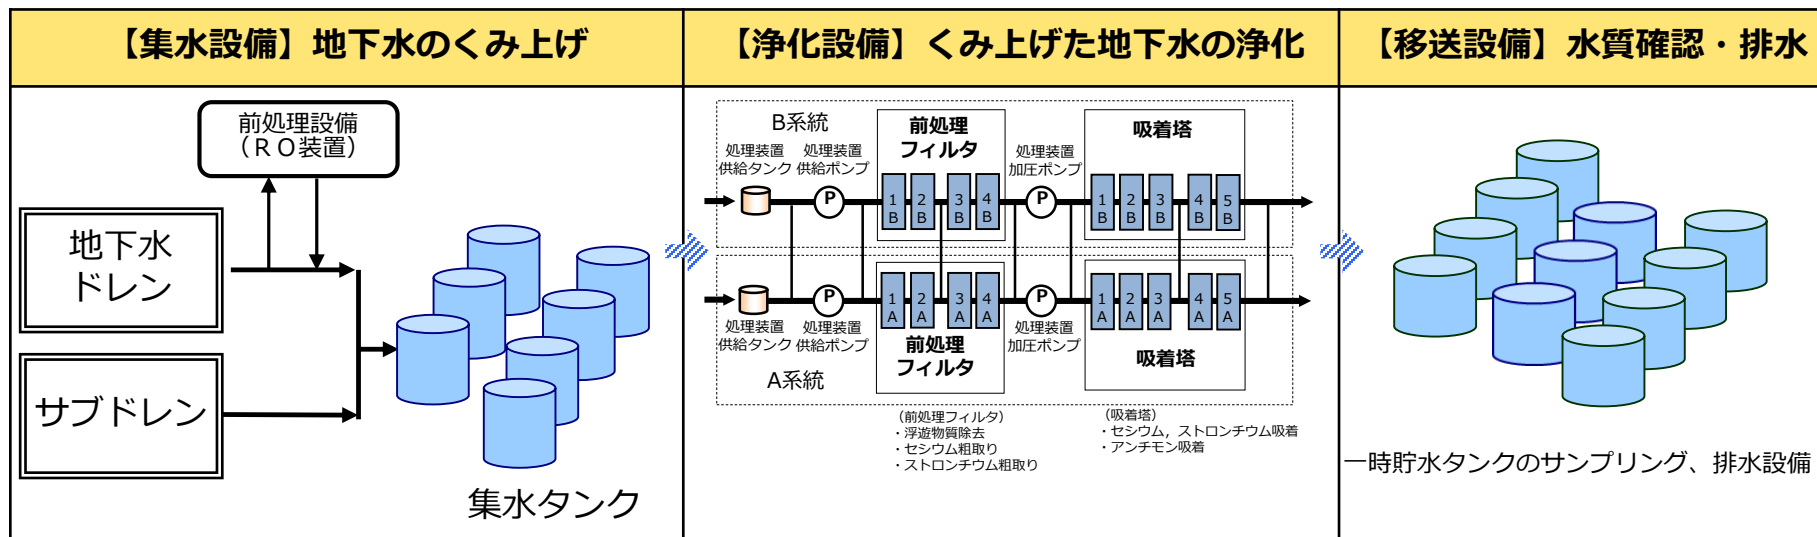 【集水設備】地下水のくみ上げ
【浄化設備】くみ上げた地下水の浄化
【移送設備】水質確認・排水
前処理設備
（ＲＯ装置）
地下水
ドレン
サブドレン
集水タンク
B系統
処理装置
供給タンク
処理装置
供給ポンプ
前処理
フィルタ
処理装置
加圧ポンプ
吸着塔
P
1B
2B
3B
4B
P
1B
2B
3B
4B
5B
P
1A
2A
3A
4A
P
1A
2A
3A
4A
5A
処理装置
供給タンク
処理装置
供給ポンプ
前処理
フィルタ
処理装置
加圧ポンプ
吸着塔
A系統
（前処理フィルタ）
・浮遊物質除去
・セシウム粗取り
・ストロンチウム粗取り
（吸着塔）
・セシウム，ストロンチウム吸着
・アンチモン吸着
一時貯水タンクのサンプリング、排水設備